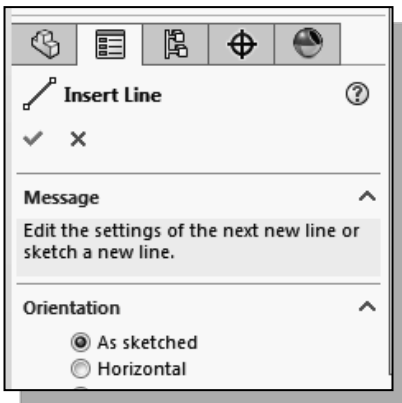 Insert Line
Message
Edit the settings of the next new line or
sketch a new line.
Orientation
As sketched
Horizontal